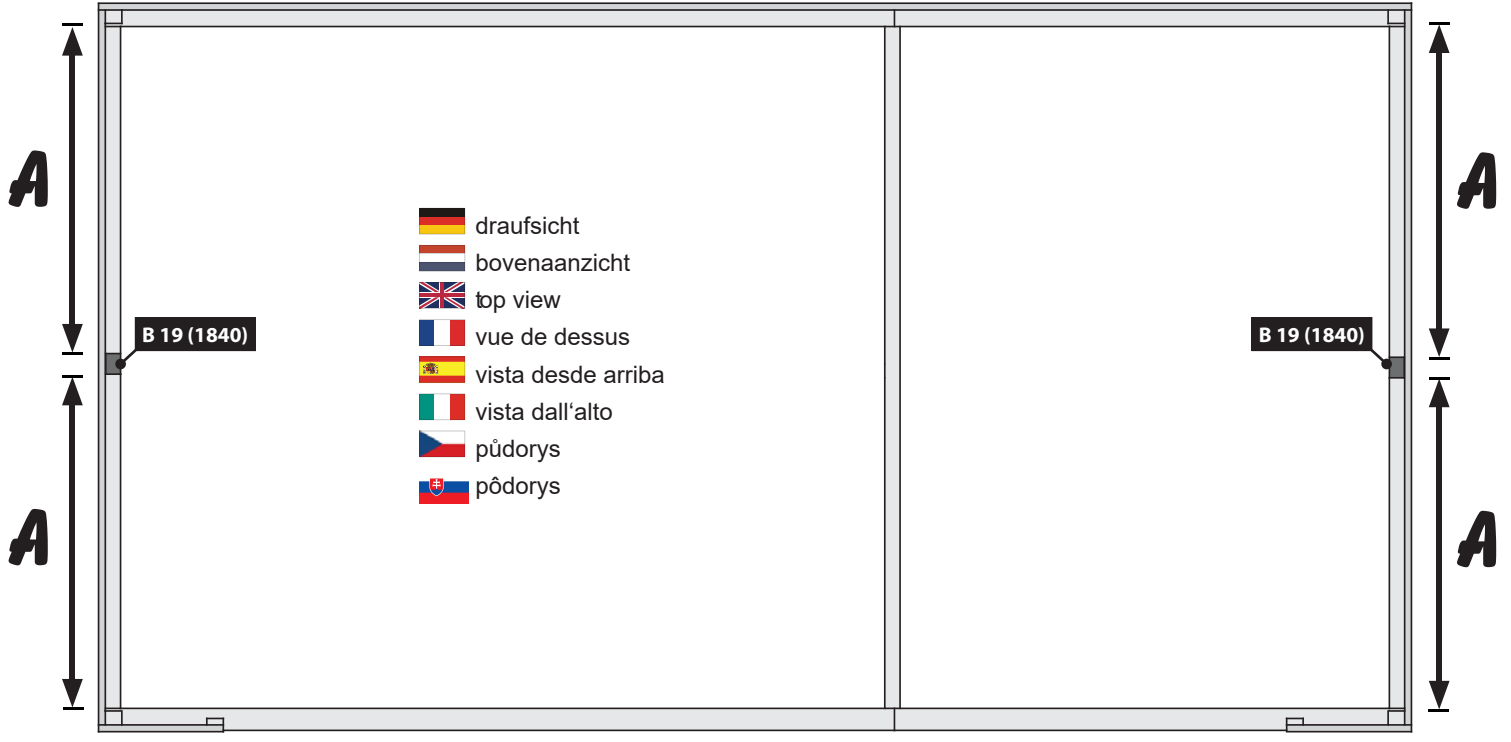 A
A
draufsicht
bovenaanzicht
top view
B 19 (1840)
vue de dessus
B 19 (1840)
vista desde arriba
vista dall‘alto
půdorys
pôdorys
A
A